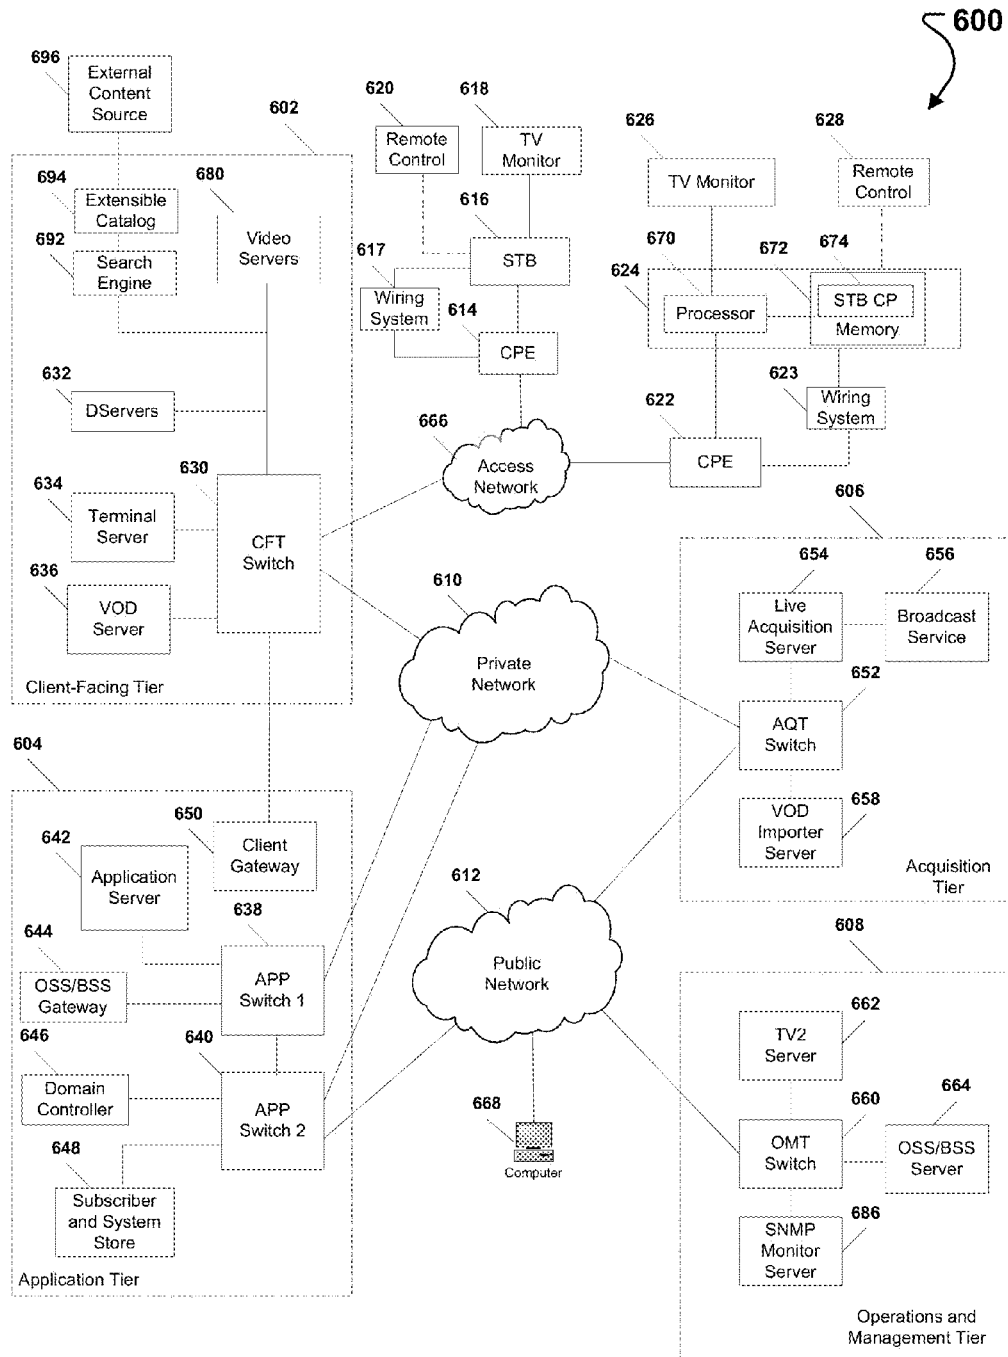 600
696
External
Content
Source
602
620
618
Remote
Control
TV
Monitor
626
628
TV Monitor
Remote
Control
694
680
Extensible
Catalog
692
Search
Engine
Video
Servers
616
STB
617
Wiring
System
614
CPE
670
672
674
624
Processor
STB CP
Memory
632
DServers
623
Wiring
System
622
CPE
666
Access
Network
630
CFT
Switch
634
Terminal
Server
636
VOD
Server
Client-Facing Tier
606
654
656
Live
Acquisition
Server
Broadcast
Service
610
Private
Network
652
AQT
Switch
658
VOD
Importer
Server
Acquisition
Tier
604
650
Client
Gateway
642
Application
Server
638
APP
Switch 1
644
OSS/BSS
Gateway
646
Domain
Controller
640
APP
Switch 2
648
Subscriber
and System
Store
Application Tier
612
Public
Network
668
Computer
608
662
TV2
Server
660
664
OMT
Switch
OSS/BSS
Server
686
SNMP
Monitor
Server
Operations and
Management Tier